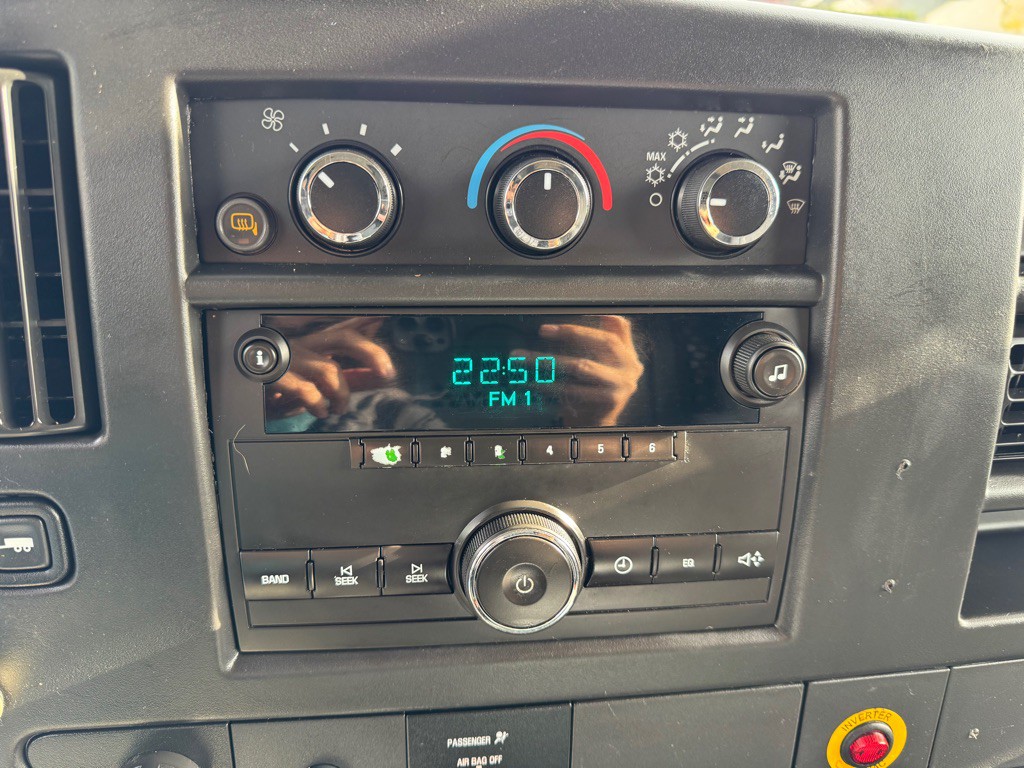 MAX
i
22:50
FM 1
4 5 6
BAND SEEK SEEK EQ
PASSENGER
AIR BAG OFF
INVERTER